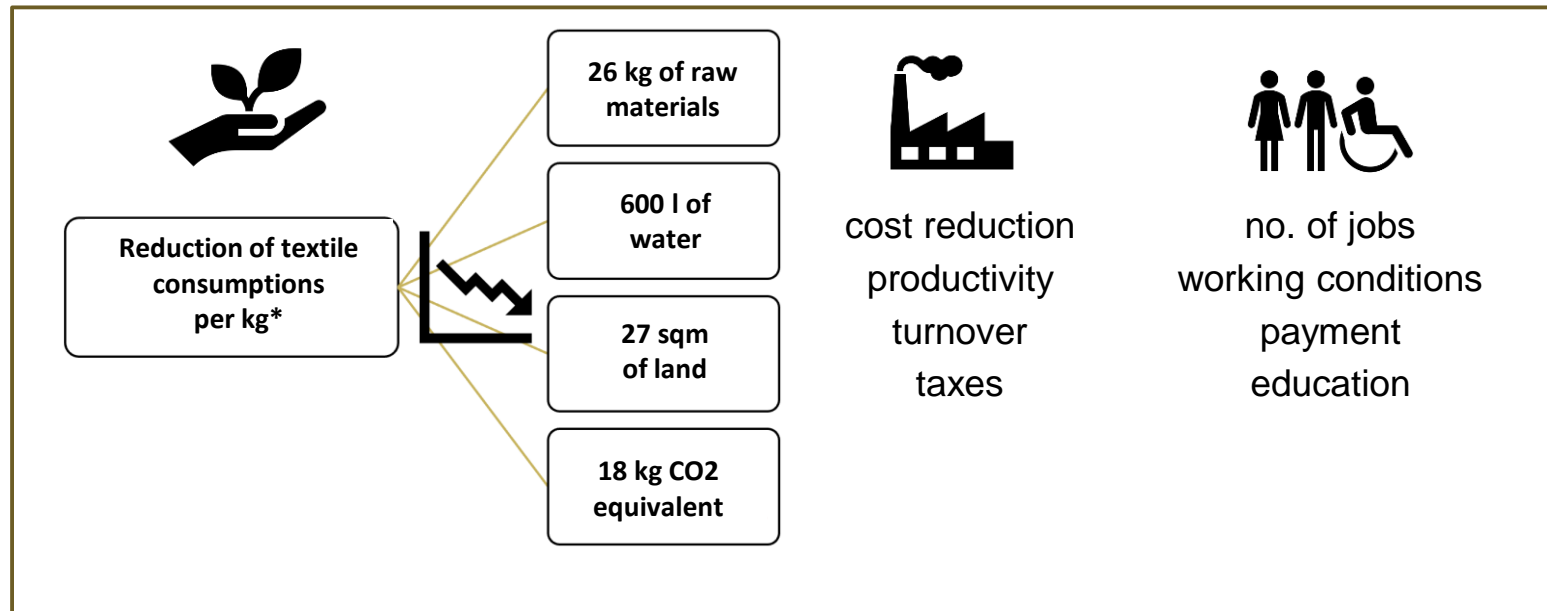 Reduction of textile
consumptions
per kg*
26 kg of raw
materials
600 l of
water
27 sqm
of land
18 kg CO2
equivalent
cost reduction
productivity
turnover
taxes
no. of jobs
working conditions
payment
education